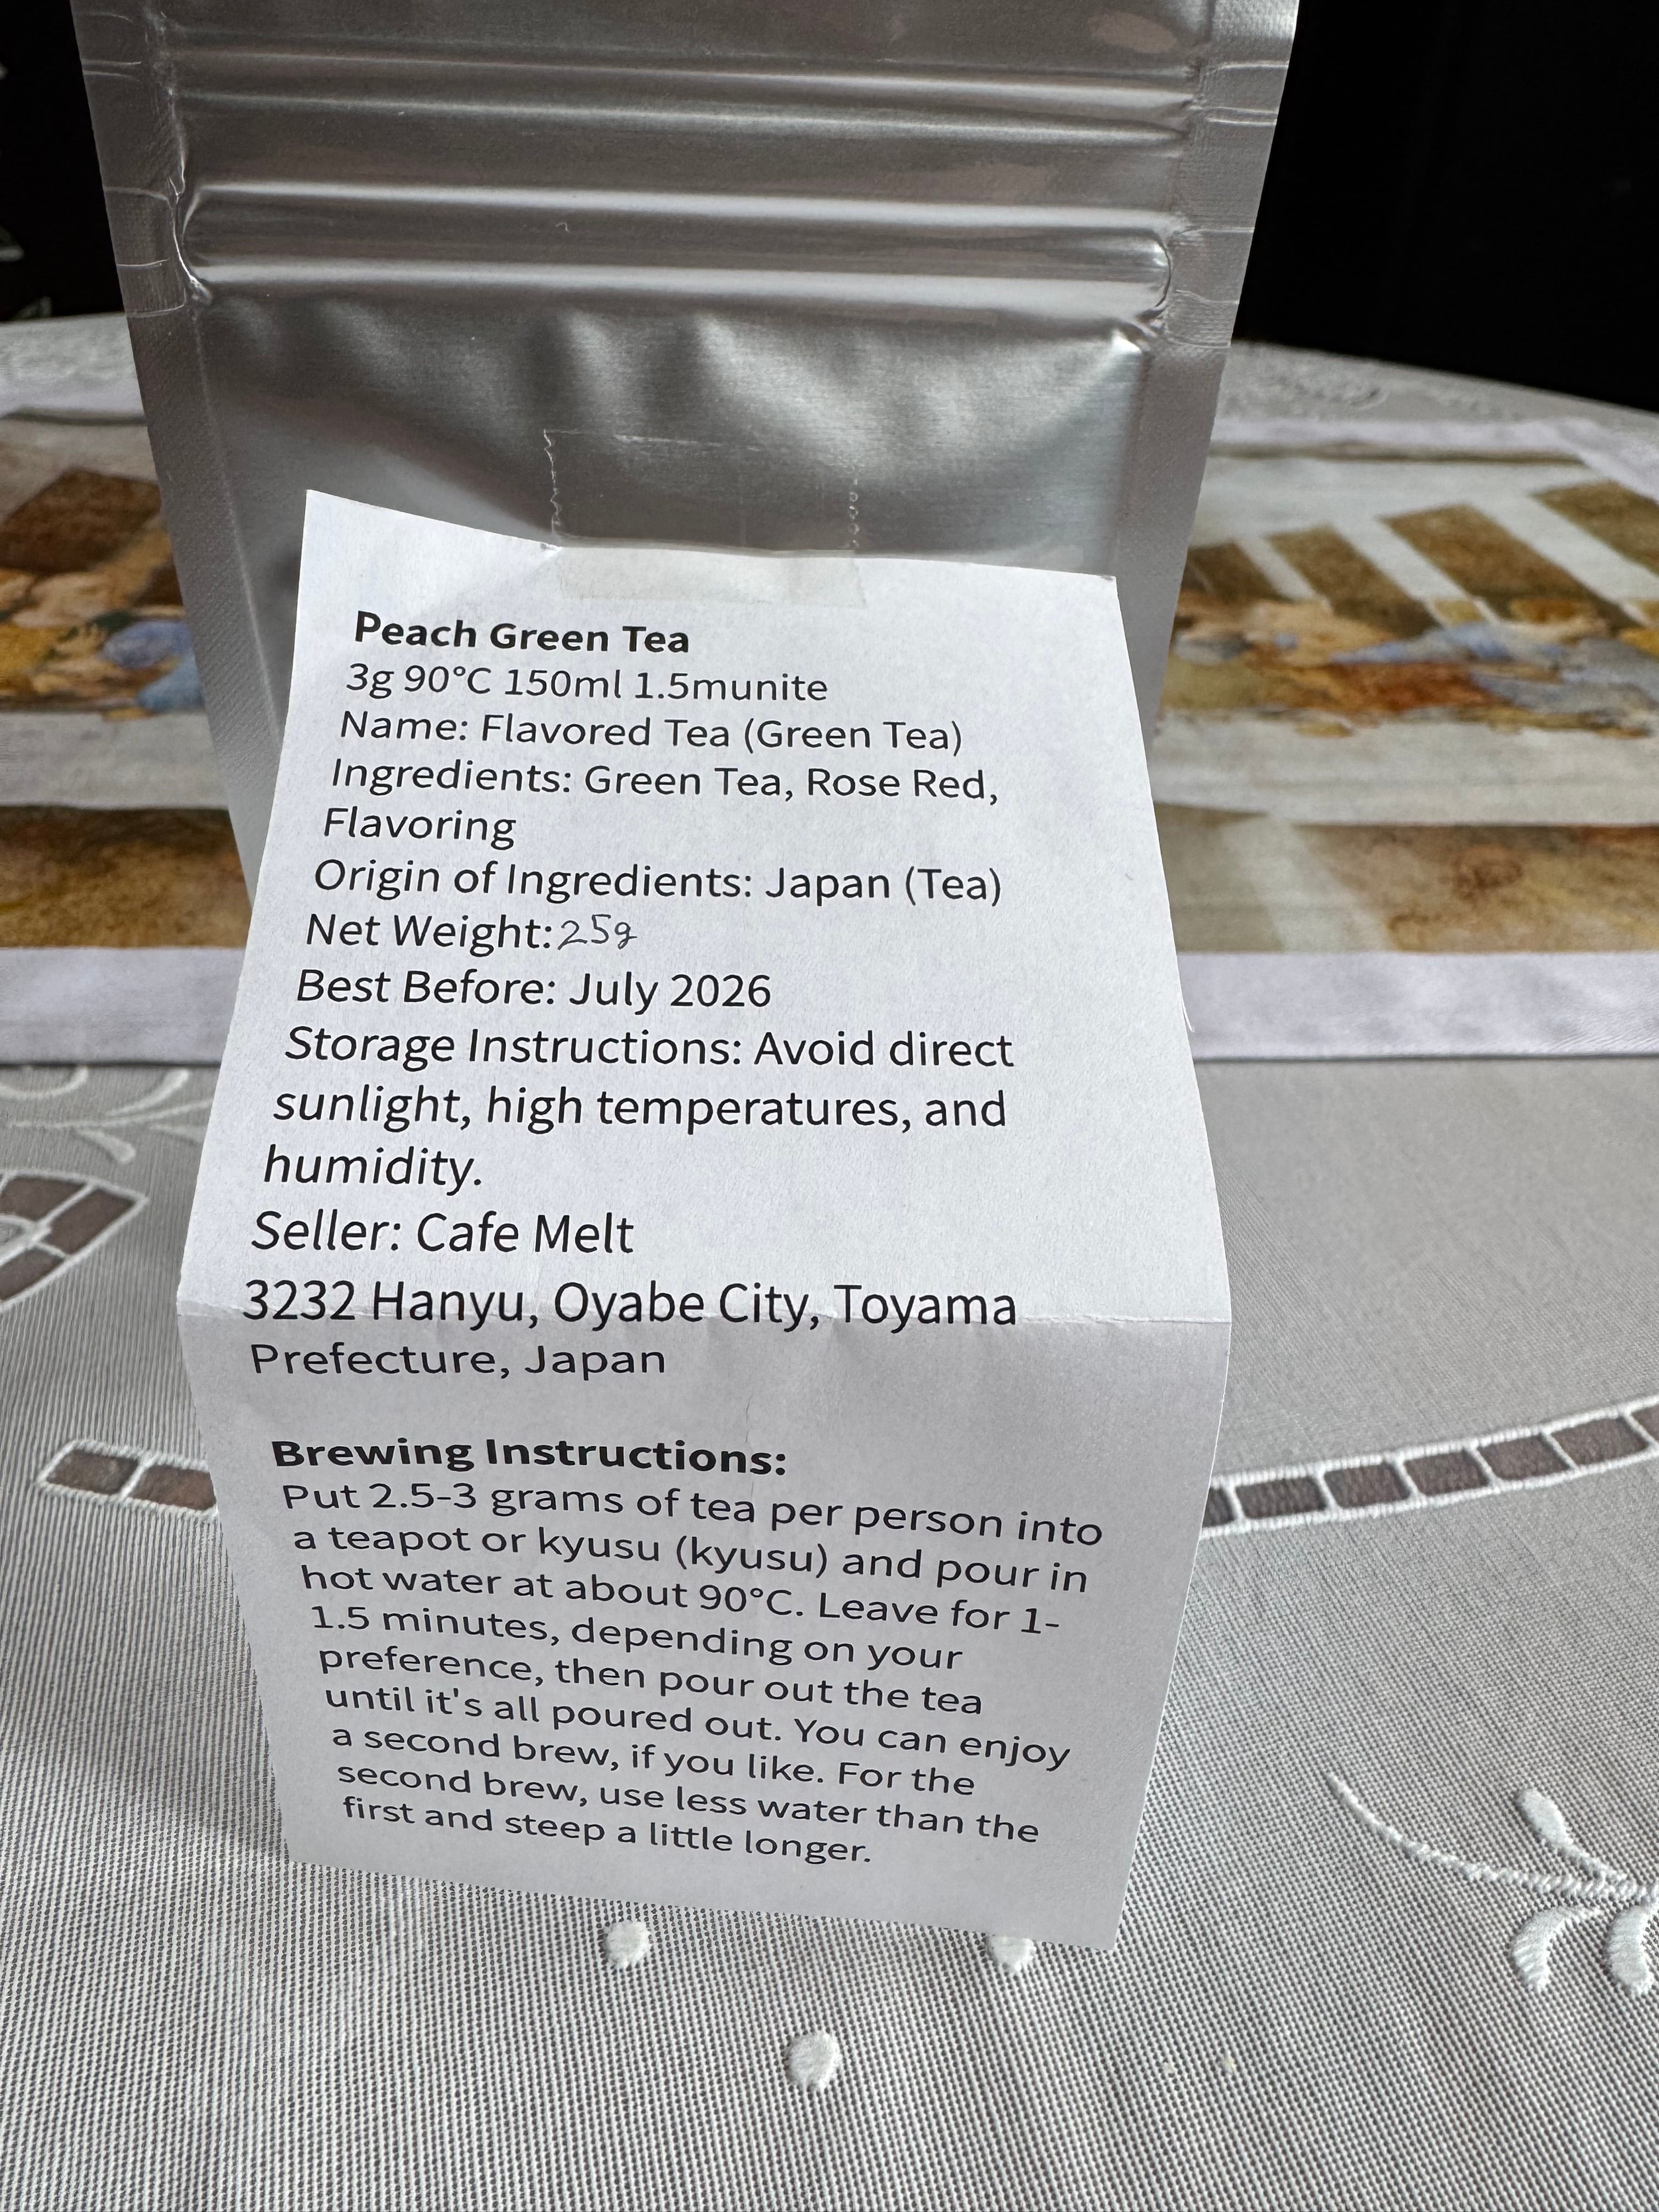 Peach Green Tea
3g 90°C 150ml 1.5munite
Name: Flavored Tea (Green Tea)
Ingredients: Green Tea, Rose Red,
Flavoring
Origin of Ingredients: Japan (Tea)
Net Weight: 25g
Best Before: July 2026
Storage Instructions: Avoid direct
sunlight, high temperatures, and
humidity.
Seller: Cafe Melt
3232 Hanyu, Oyabe City, Toyama
Prefecture, Japan
Brewing Instructions:
Put 2.5-3 grams of tea per person into
a teapot or kyusu (kyusu) and pour in
hot water at about 90°C. Leave for 1-
1.5 minutes, depending on your
preference, then pour out the tea
until it's all poured out. You can enjoy
a second brew, if you like. For the
second brew, use less water than the
first and steep a little longer.